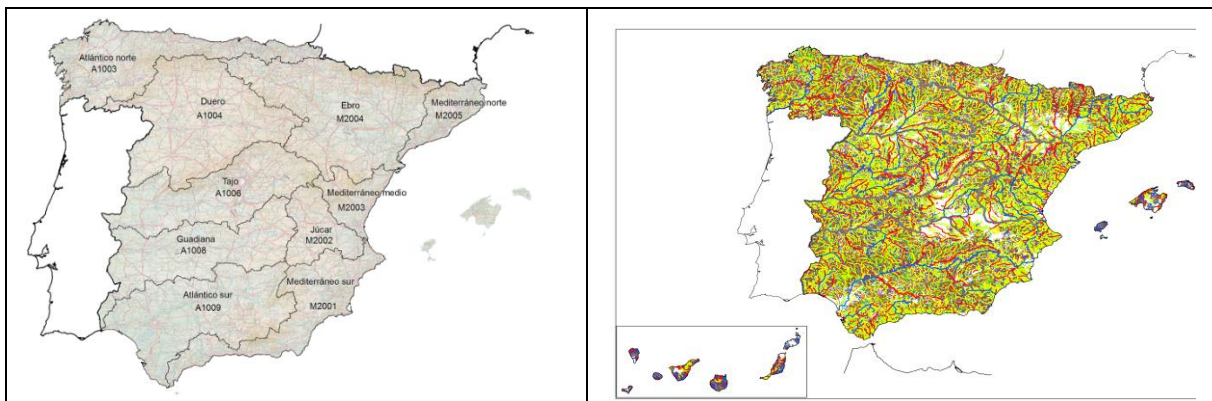 Atlántico norte
A1003
Duero
A1004
Ebro
M2004
Mediterráneo norte
M2005
Tajo
A1006
Mediterráneo medio
M2003
Júcar
M2002
Guadiana
A1008
Mediterráneo sur
M2001
Atlántico sur
A1009